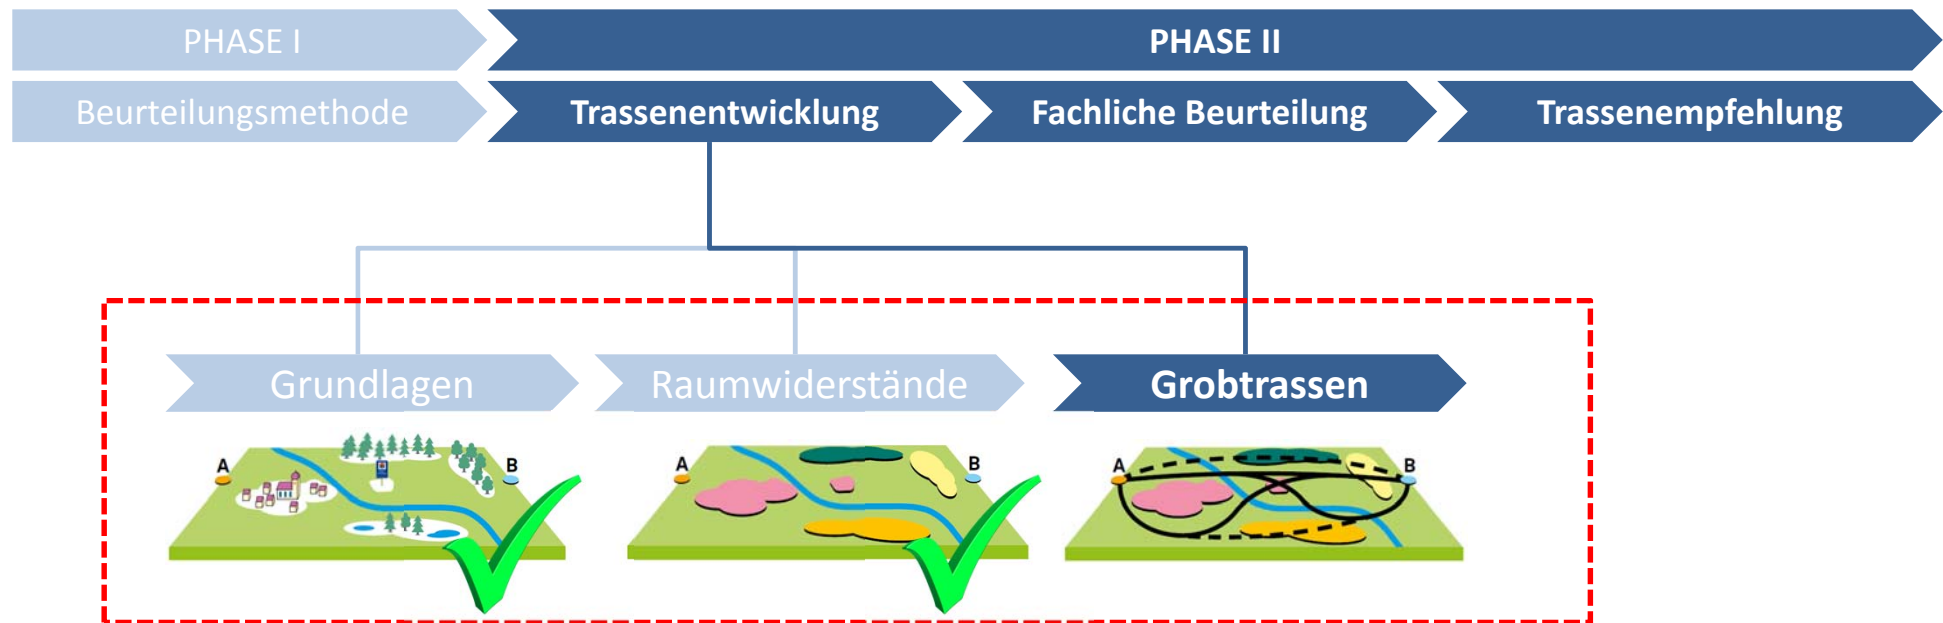 PHASE I
PHASE II
Beurteilungsmethode
Trassenentwicklung
Fachliche Beurteilung
Trassenempfehlung
Grundlagen
Raumwiderstände
Grobtrassen
A
B
A
B
A
B